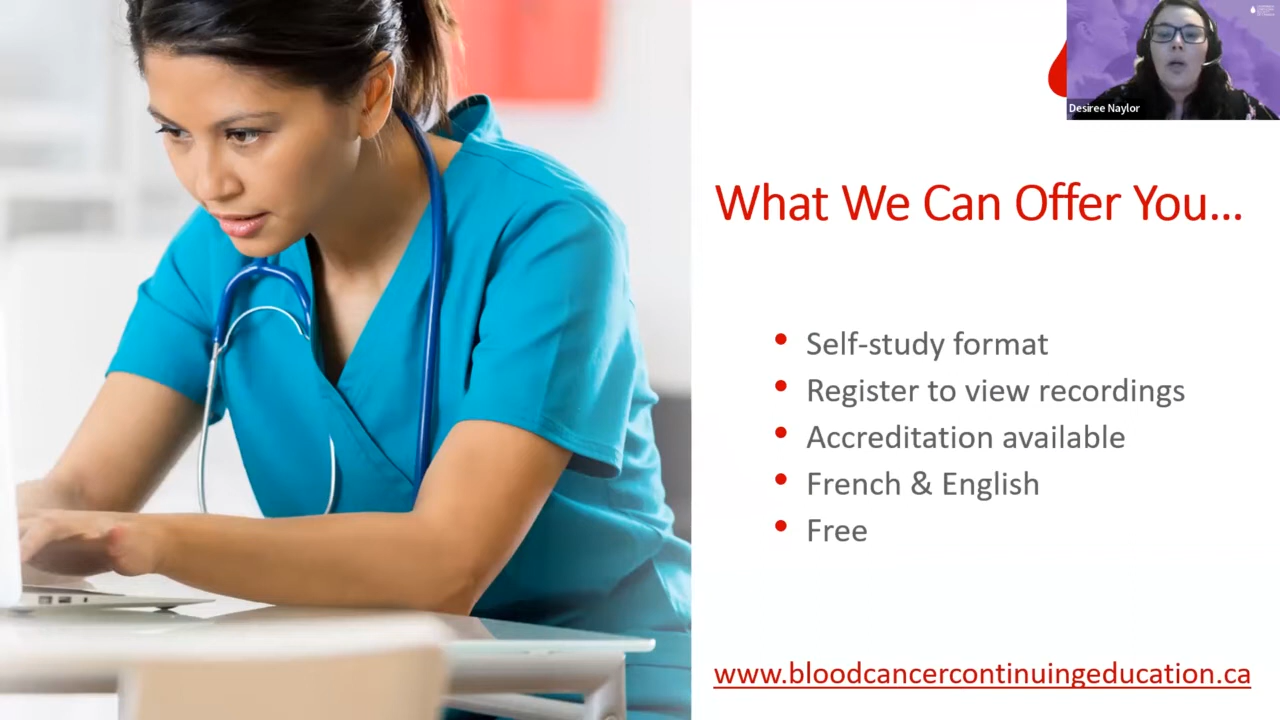 Desiree Naylor
What We Can Offer You...
• Self-study format
• Register to view recordings
• Accreditation available
• French & English
• Free
www.bloodcancercontinuingeducation.ca